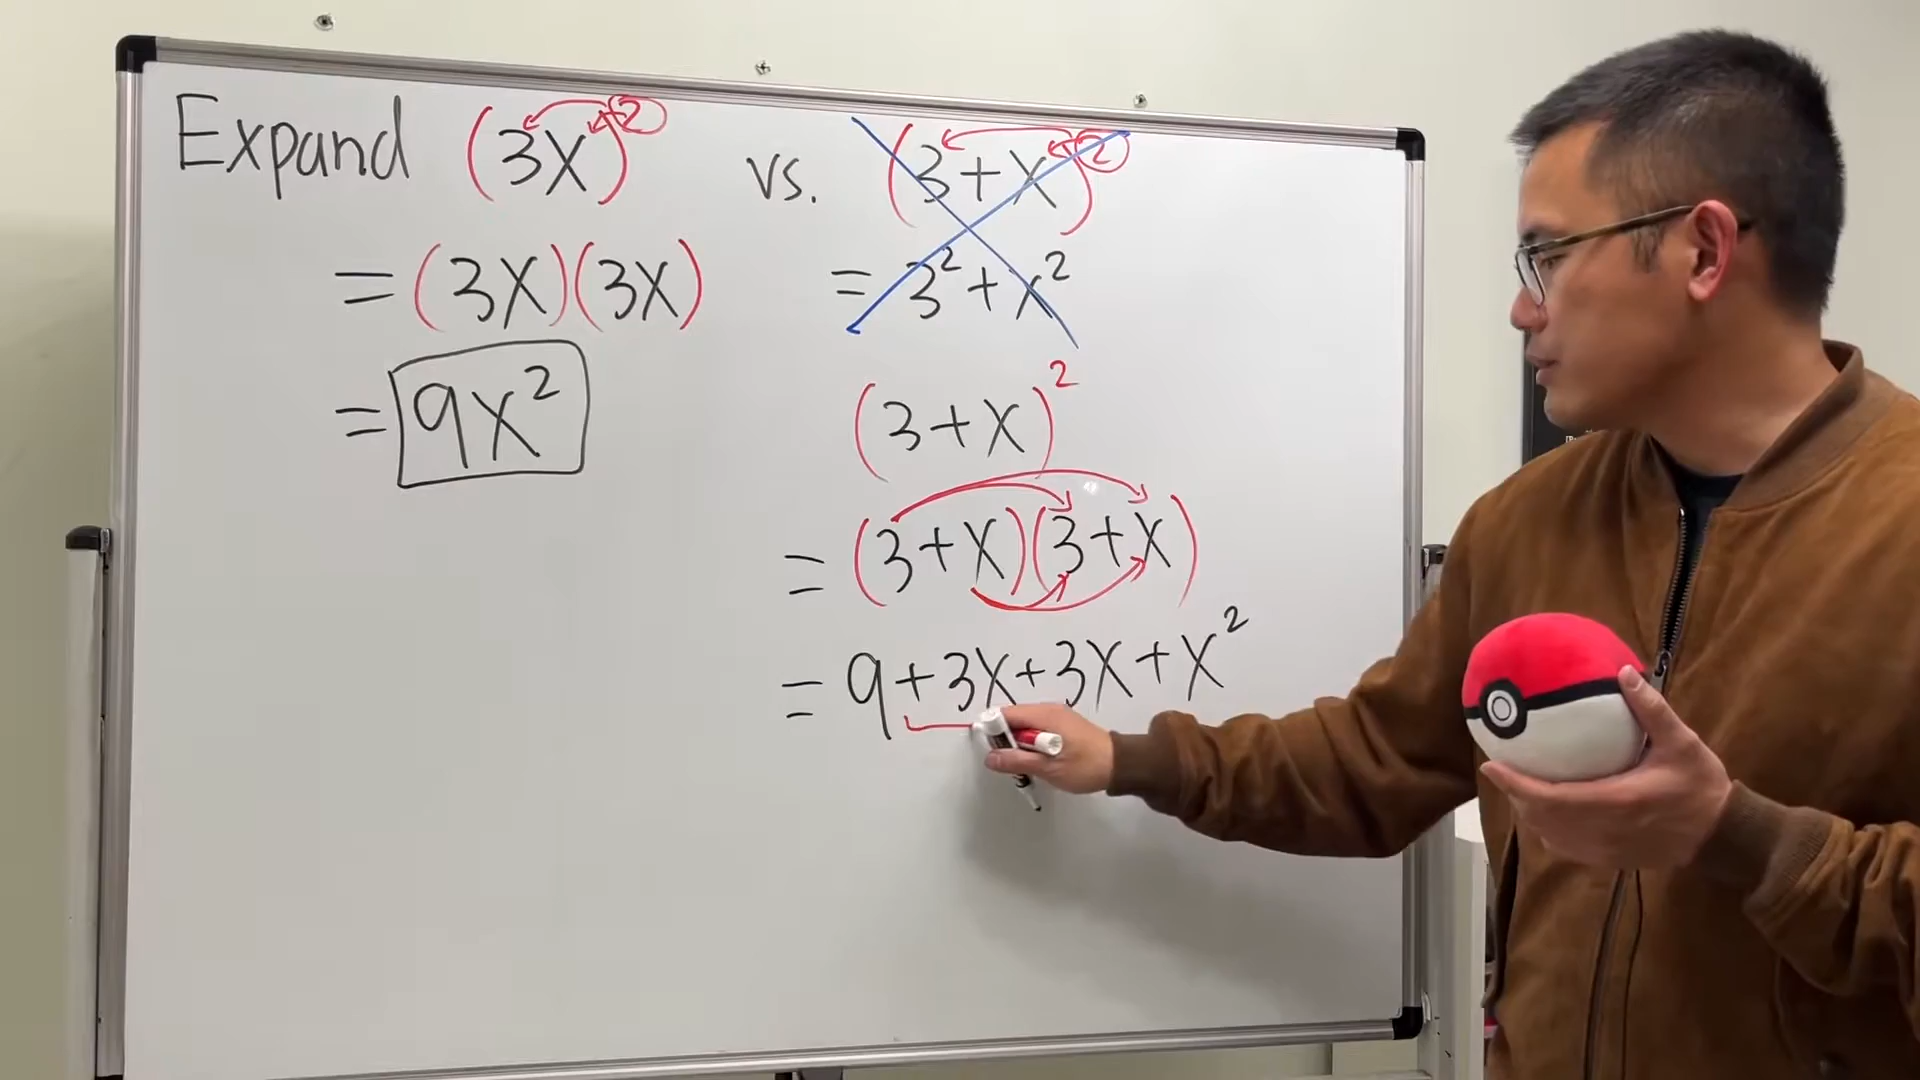 Expand (3x)² vs. (3+x)²
= (3x)(3x) = 3²+x²
= 9x² (3+x)²
= (3+x)(3+x)
= 9+3x+3x+x²